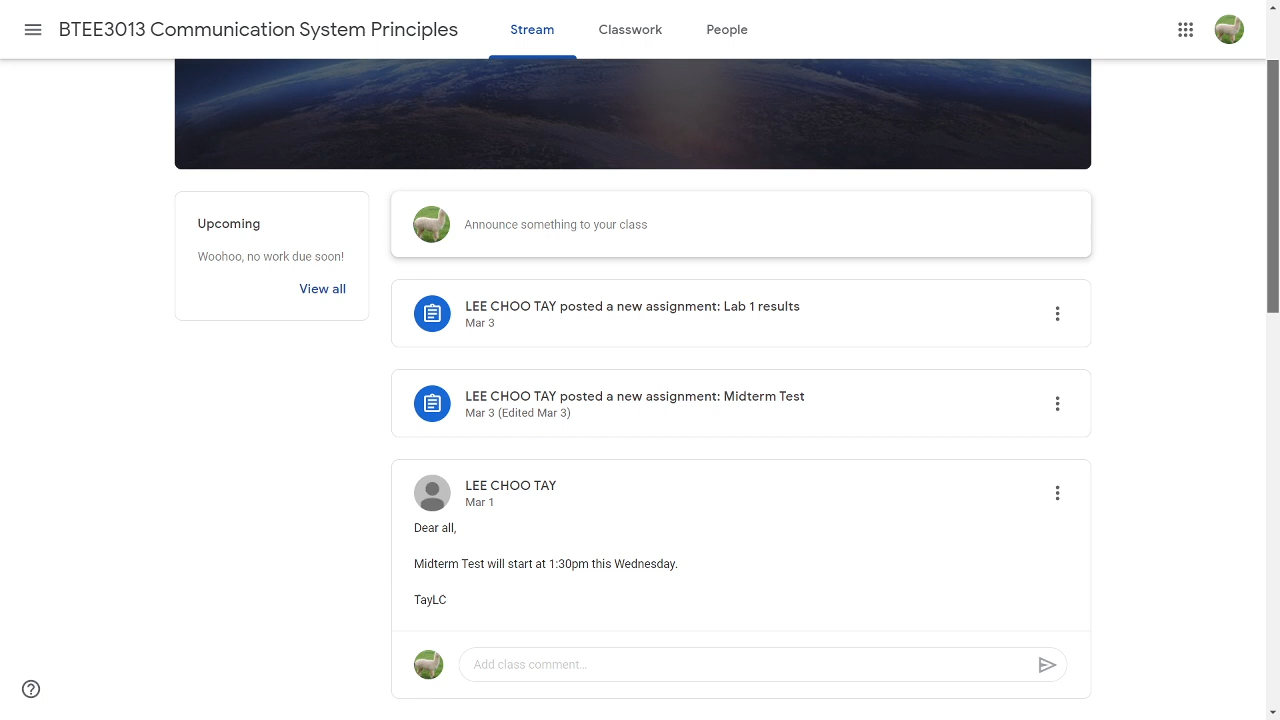 BTEE3013 Communication System Principles
Stream
Classwork
People
Upcoming
Woohoo, no work due soon!
View all
Announce something to your class
LEE CHOO TAY posted a new assignment: Lab 1 results
Mar 3
LEE CHOO TAY posted a new assignment: Midterm Test
Mar 3 (Edited Mar 3)
LEE CHOO TAY
Mar 1
Dear all,
Midterm Test will start at 1:30pm this Wednesday.
TayLC
Add class comment...